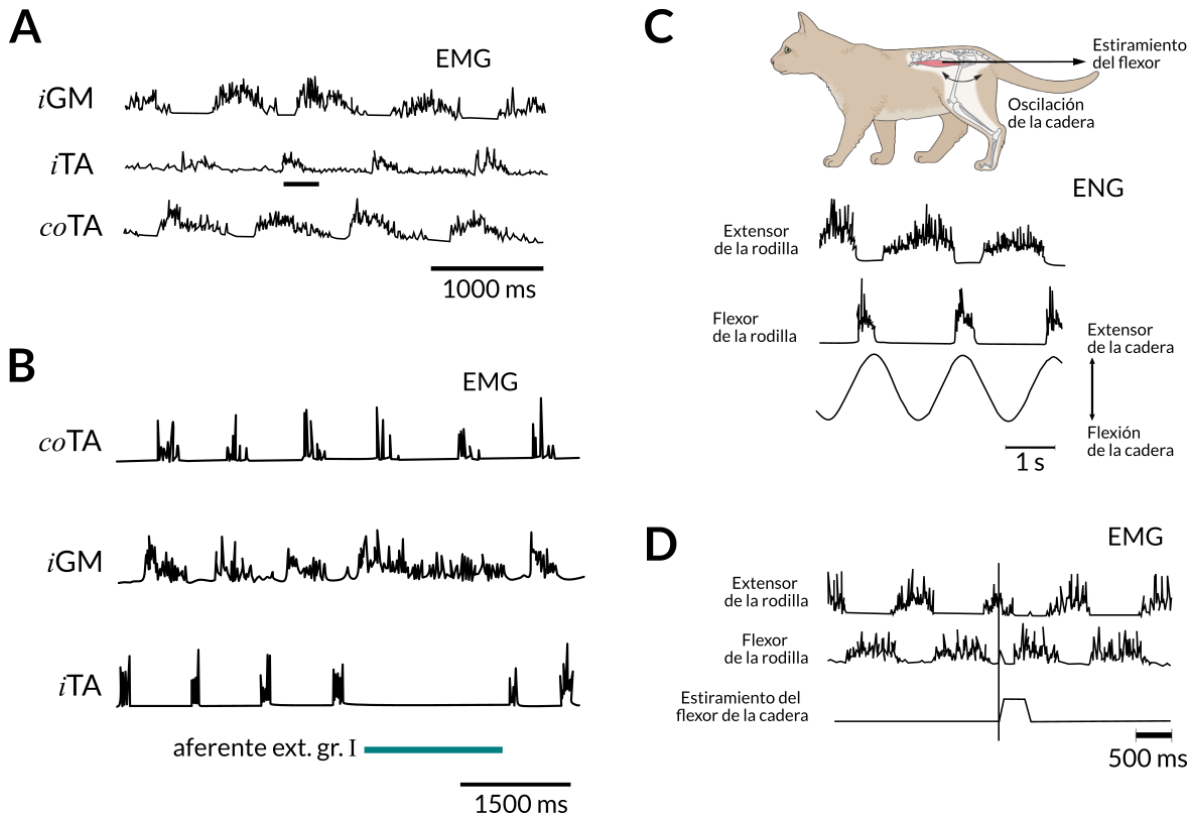 A
EMG
iGM
iTA
coTA
1000 ms
B
EMG
coTA
iGM
iTA
aferente ext. gr. I
1500 ms
C
Estiramiento
del flexor
Oscilación
de la cadera
ENG
Extensor
de la rodilla
Flexor
de la rodilla
Extensor
de la cadera
Flexión
de la cadera
1 s
D
EMG
Extensor
de la rodilla
Flexor
de la rodilla
Estiramiento del
flexor de la cadera
500 ms